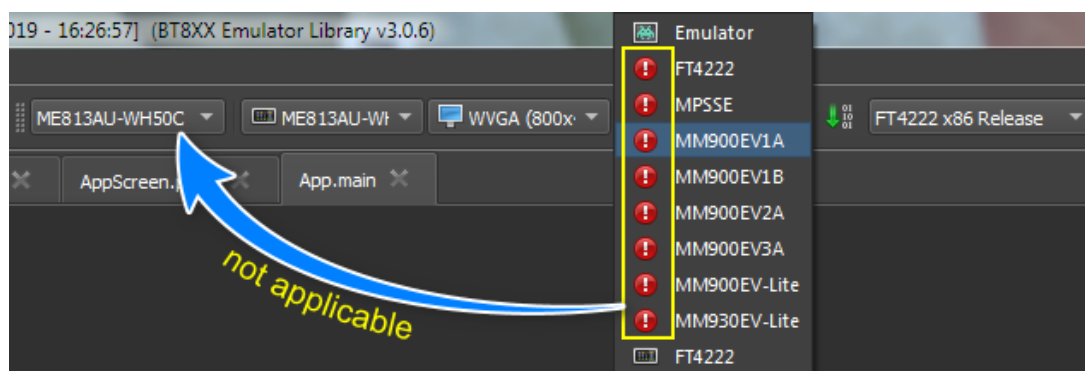 019 - 16:26:57] (BT8XX Emulator Library v3.0.6)
ME813AU-WH50C
ME813AU-WH
WVGA (800x
FT4222 x86 Release
AppScreen.
App.main
Emulator
FT4222
MPSSE
MM900EV1A
MM900EV1B
MM900EV2A
MM900EV3A
MM900EV-Lite
MM930EV-Lite
FT4222
not applicable